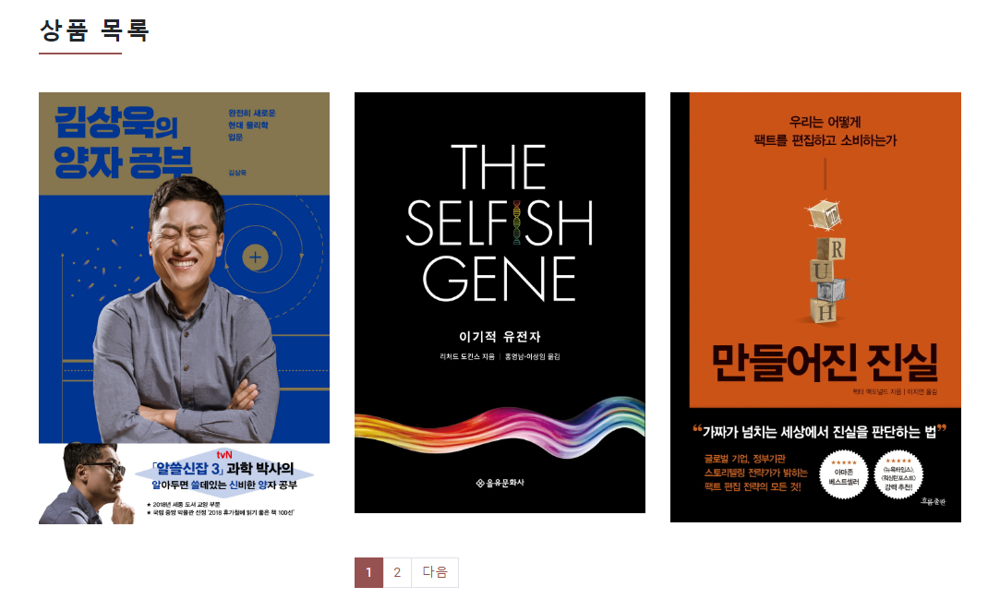 상품 목록
김상욱의
양자 공부
완전히 새로운
현대 물리학
입문
김상욱
tvN
「알쓸신잡 3」 과학 박사의
알아두면 쓸데있는 신비한 양자 공부
★ 2018년 세종 도서 교양 부문
★ 국립 중앙 박물관 선정 '2018 휴가철에 읽기 좋은 책 100선'
THE
SELFISH
GENE
이기적 유전자
리처드 도킨스 지음 | 홍영남·이상임 옮김
을유문화사
우리는 어떻게
팩트를 편집하고 소비하는가
T
R
U
T
H
만들어진 진실
헥터 맥도널드 지음 | 이지연 옮김
“가짜가 넘치는 세상에서 진실을 판단하는 법”
글로벌 기업, 정부기관
스토리텔링 전략가가 밝히는
팩트 편집 전략의 모든 것!
★★★★★
아마존
베스트셀러
★★★★★
〈뉴욕타임스〉,
〈워싱턴포스트〉
강력 추천!
흐름출판
1 2 다음